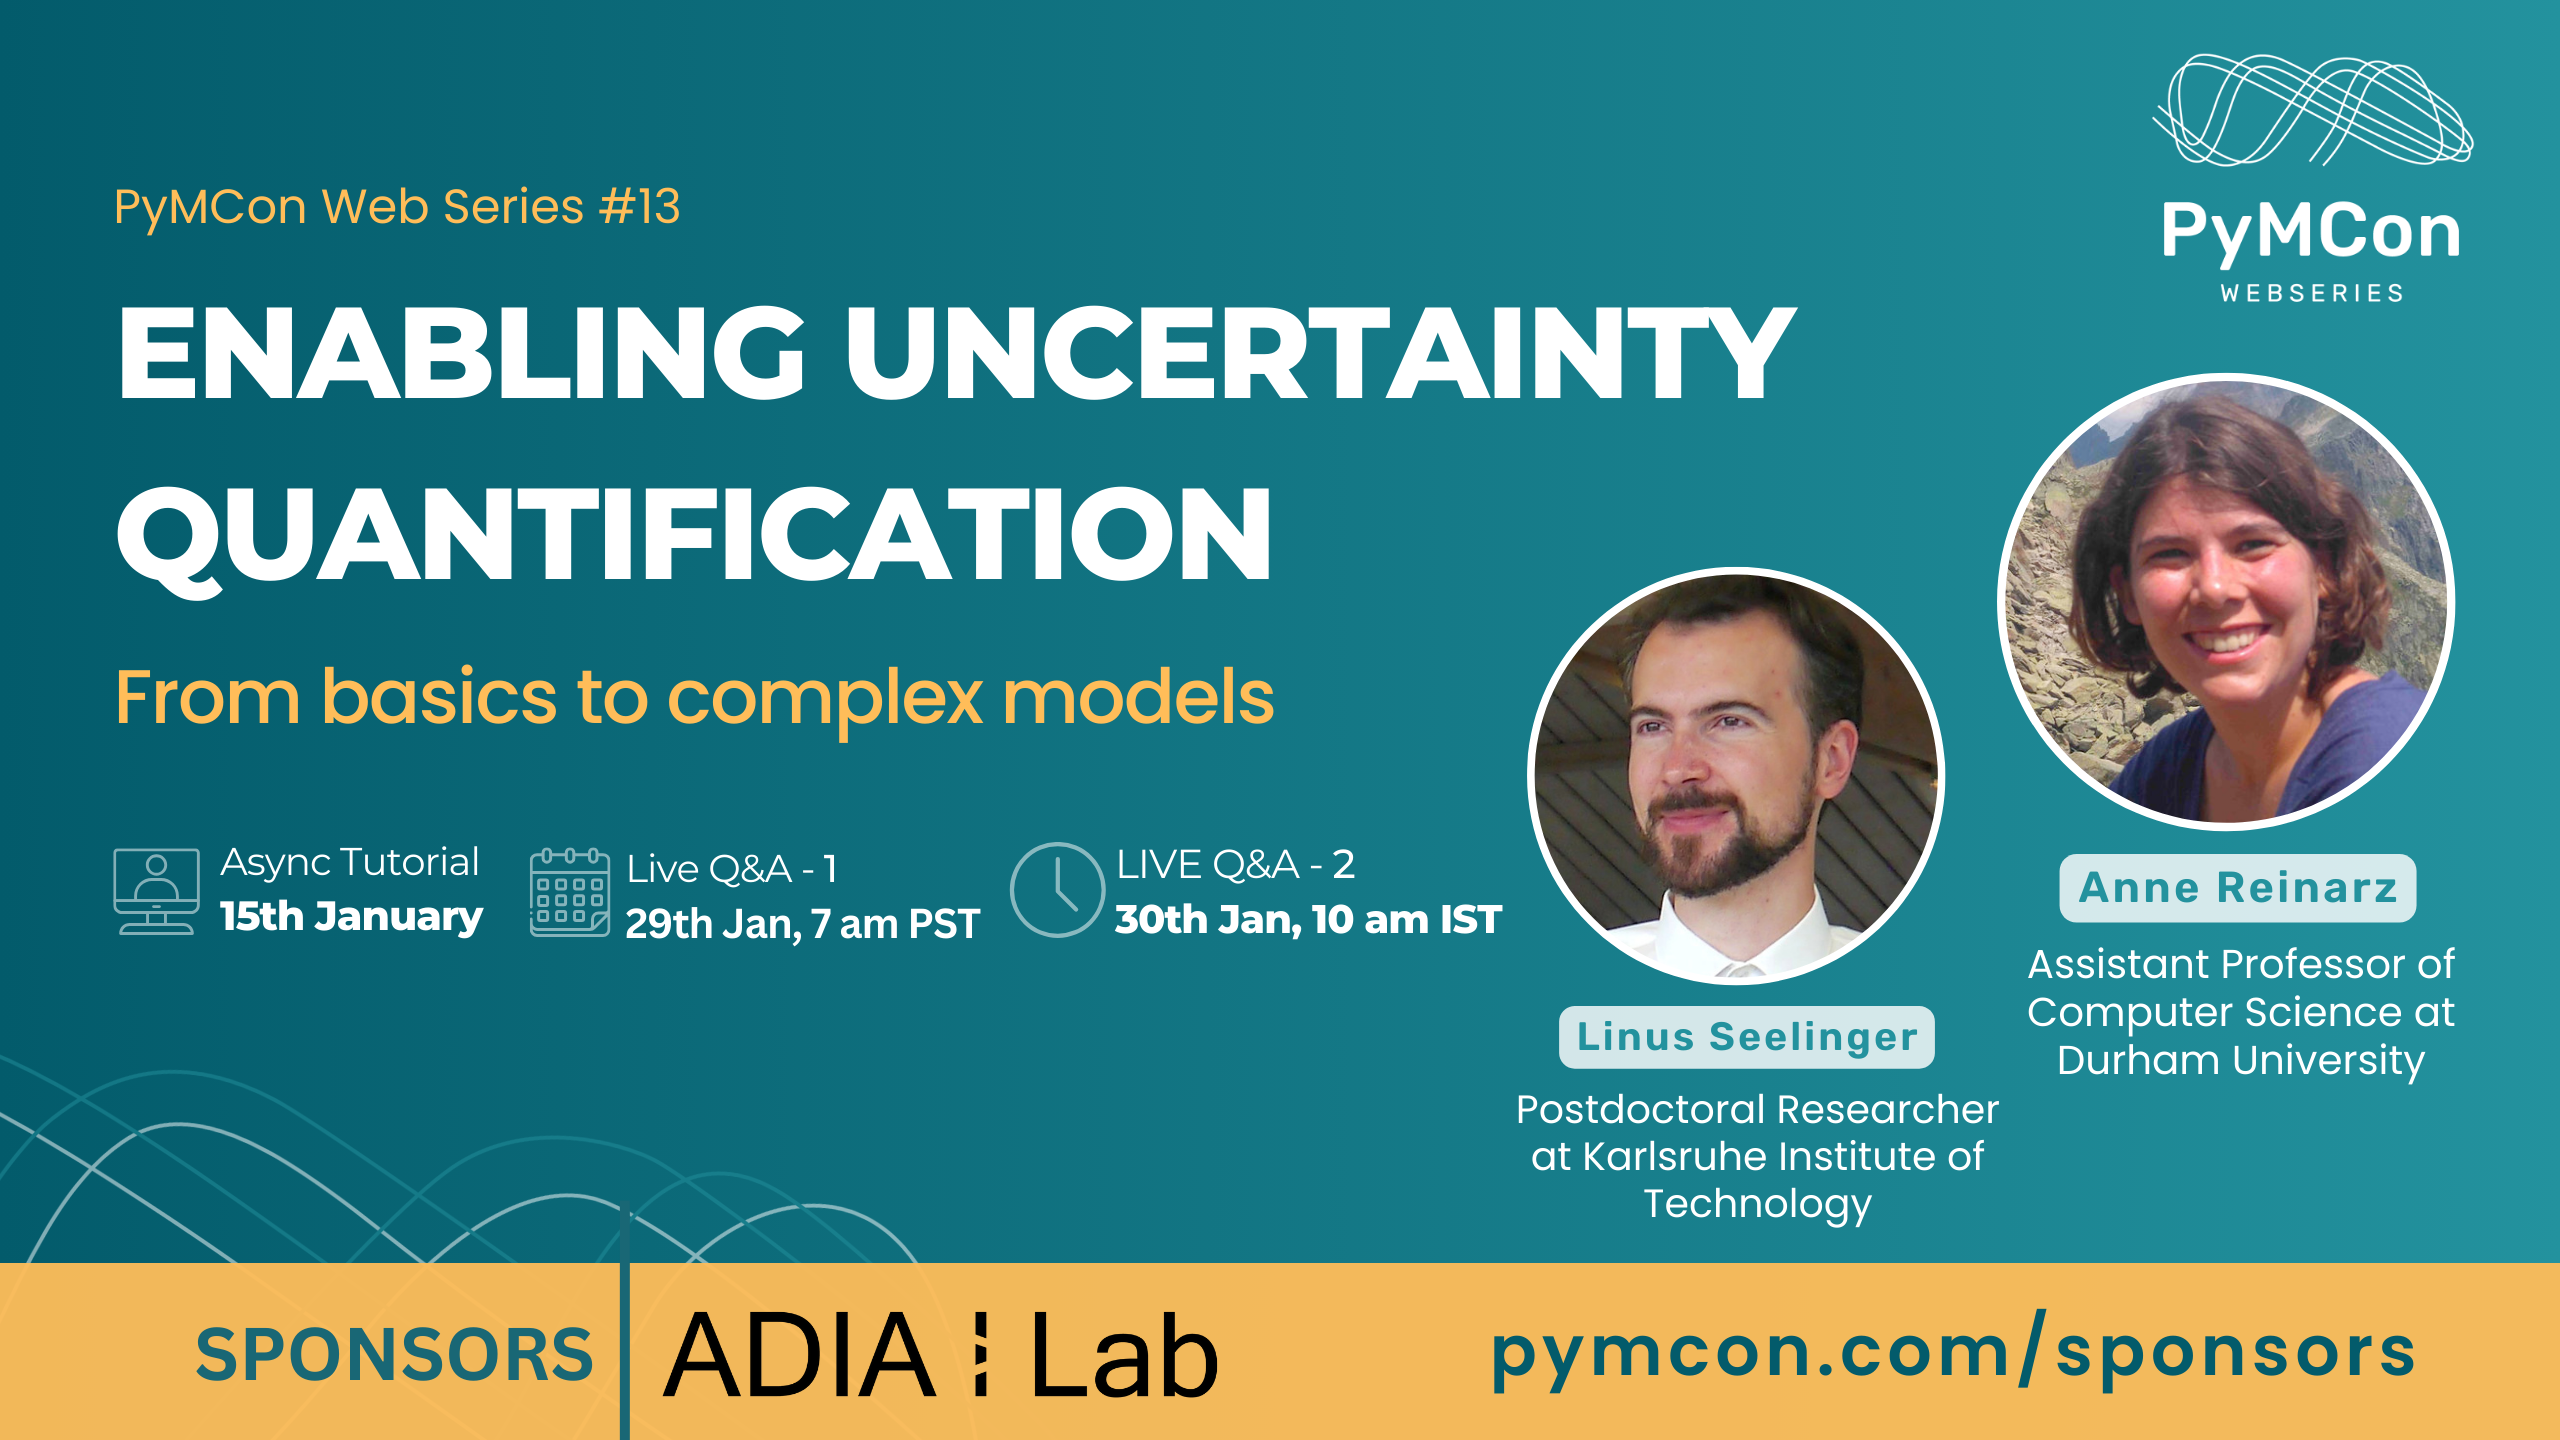 PyMCon Web Series #13
PyMCon
WEBSERIES
ENABLING UNCERTAINTY
QUANTIFICATION
From basics to complex models
Async Tutorial
15th January
Live Q&A - 1
29th Jan, 7 am PST
LIVE Q&A - 2
30th Jan, 10 am IST
Linus Seelinger
Postdoctoral Researcher
at Karlsruhe Institute of
Technology
Anne Reinarz
Assistant Professor of
Computer Science at
Durham University
SPONSORS
ADIA Lab
pymcon.com/sponsors